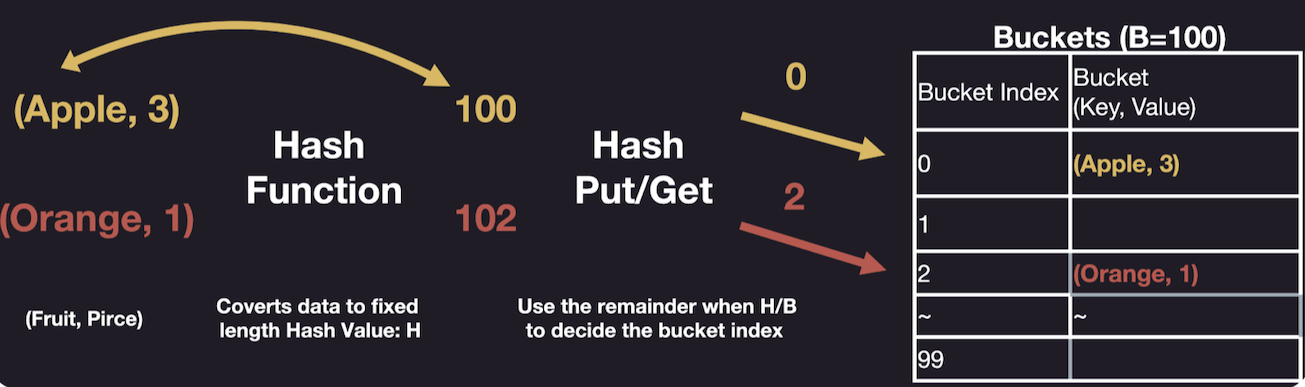 (Apple, 3)
100
0
Hash
Function
Hash
Put/Get
(Orange, 1)
102
2
(Fruit, Pirce)
Coverts data to fixed
length Hash Value: H
Use the remainder when H/B
to decide the bucket index
Buckets (B=100)
Bucket Index
Bucket
(Key, Value)
0
(Apple, 3)
1
2
(Orange, 1)
~
~
99